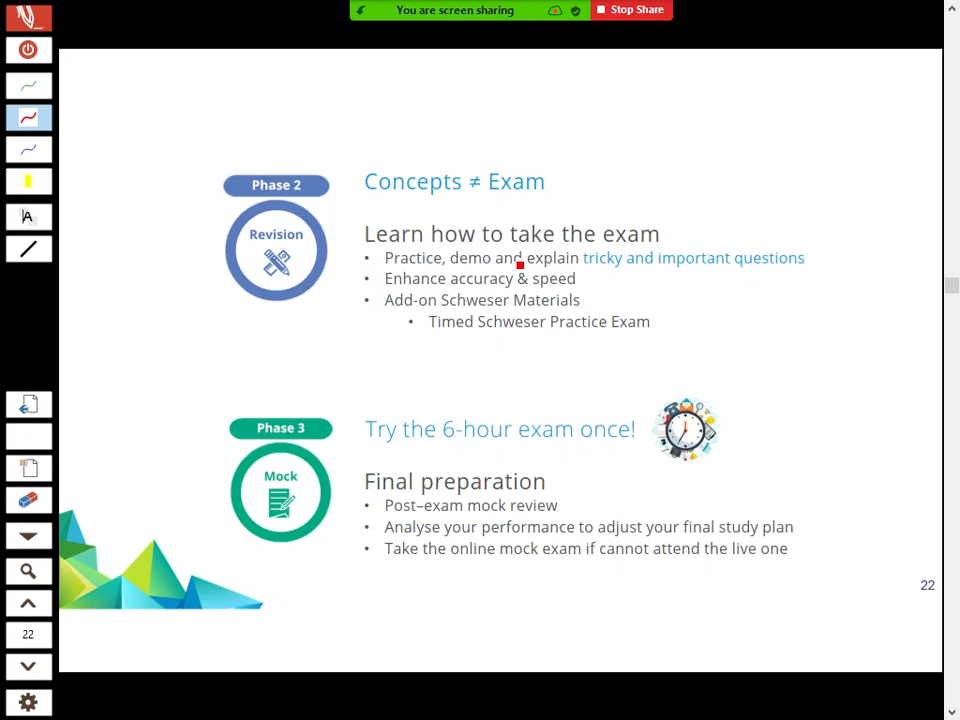 You are screen sharing
Stop Share
A
Phase 2
Revision
Concepts ≠ Exam
Learn how to take the exam
• Practice, demo and explain tricky and important questions
• Enhance accuracy & speed
• Add-on Schweser Materials
• Timed Schweser Practice Exam
Phase 3
Mock
Try the 6-hour exam once!
Final preparation
• Post–exam mock review
• Analyse your performance to adjust your final study plan
• Take the online mock exam if cannot attend the live one
22
22